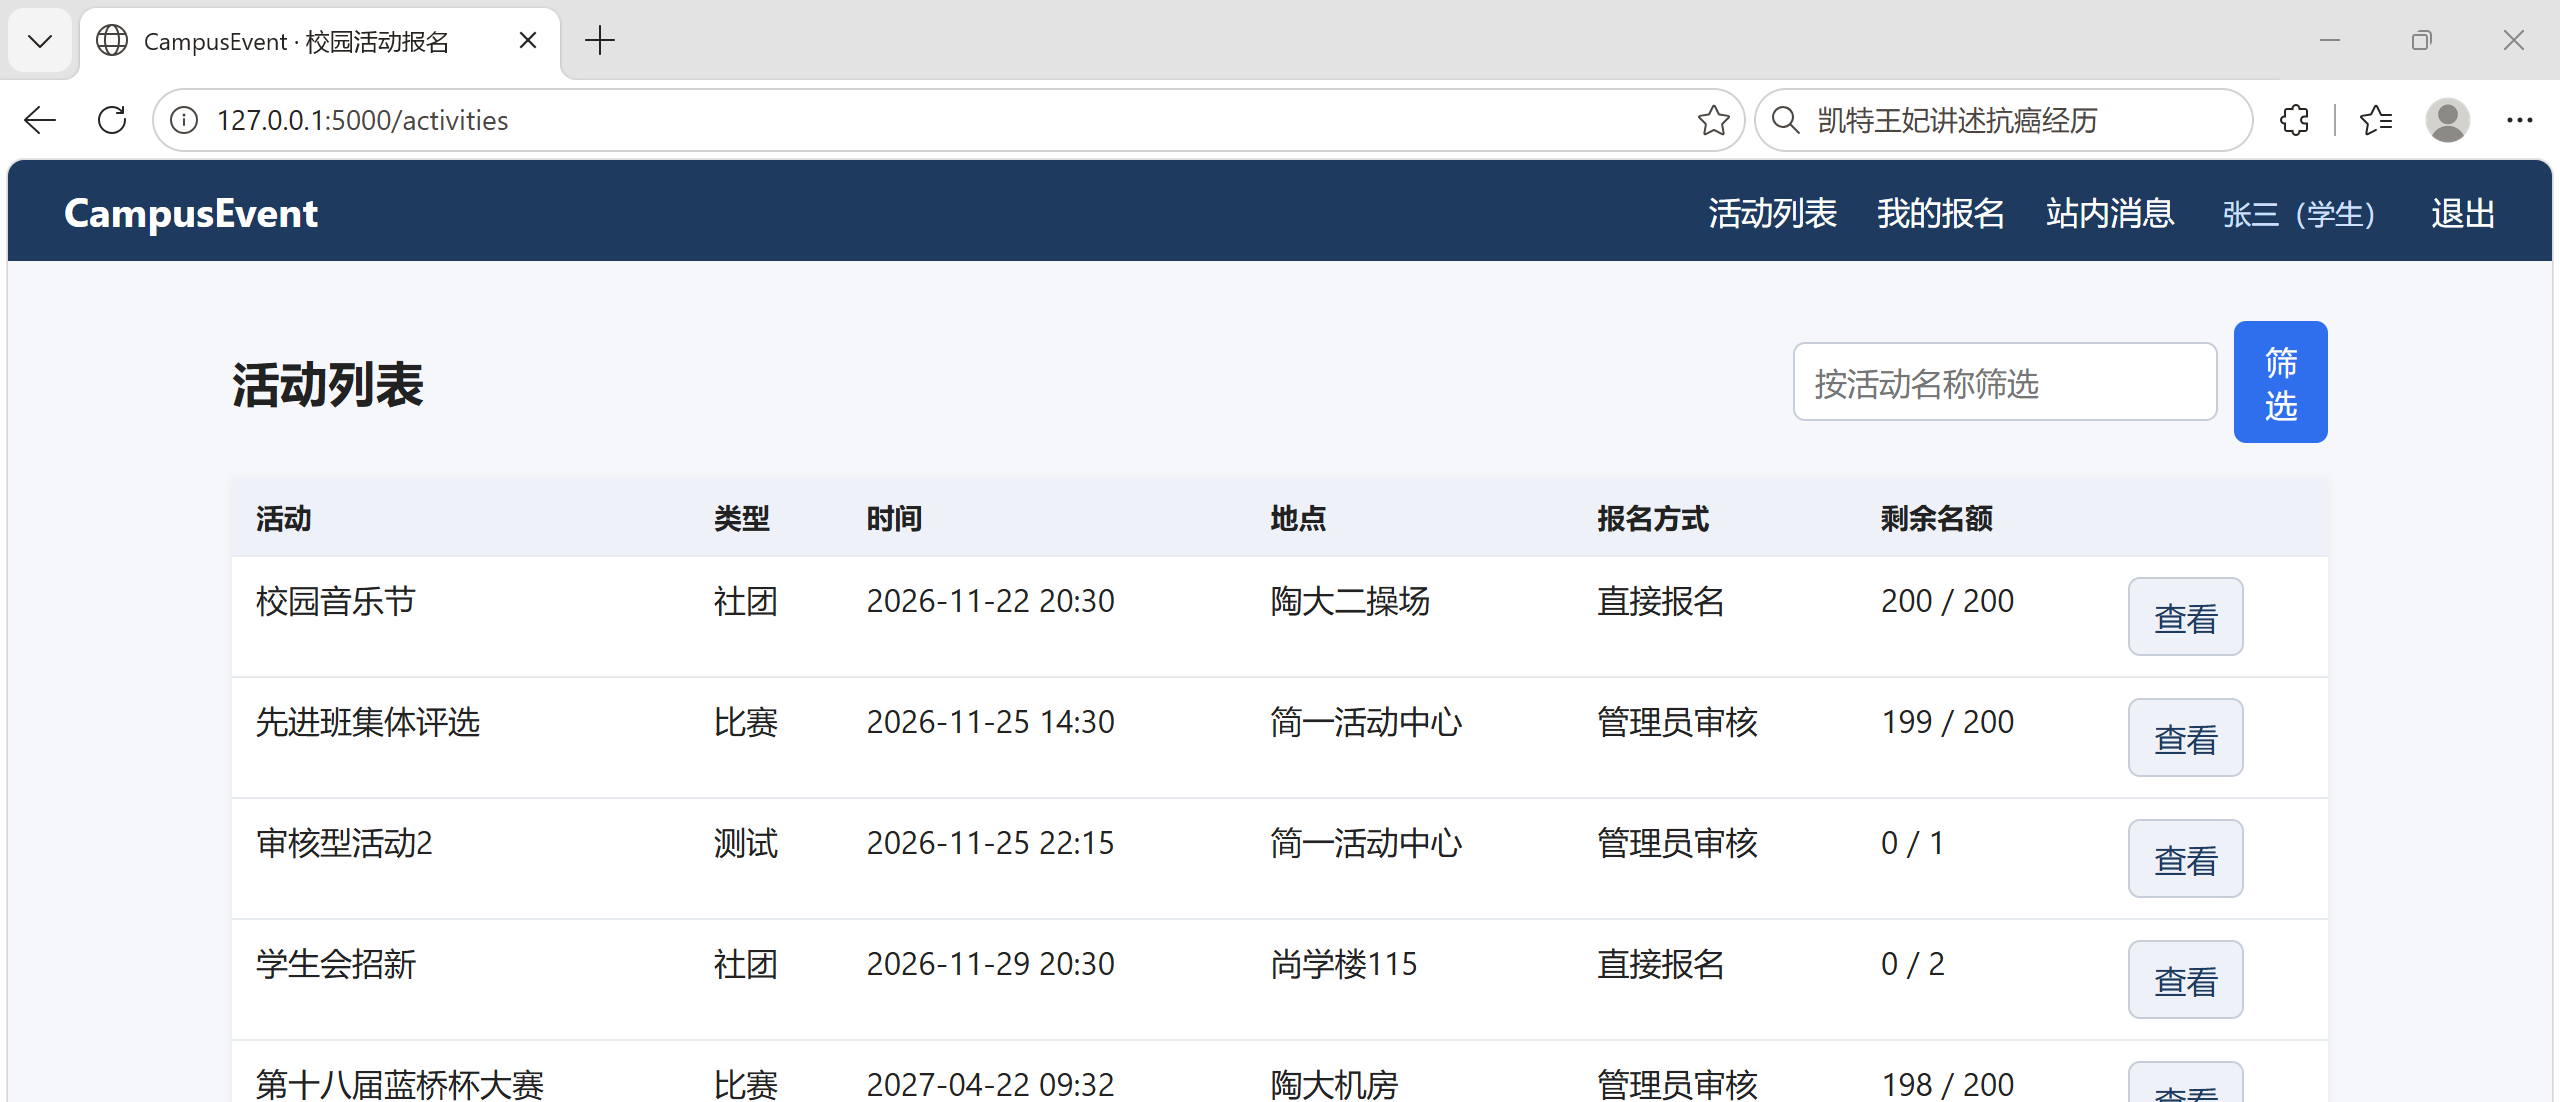 CampusEvent · 校园活动报名
127.0.0.1:5000/activities
凯特王妃讲述抗癌经历
CampusEvent 活动列表 我的报名 站内消息 张三（学生） 退出
活动列表 按活动名称筛选 筛选
活动 类型 时间 地点 报名方式 剩余名额
校园音乐节 社团 2026-11-22 20:30 陶大二操场 直接报名 200 / 200 查看
先进班集体评选 比赛 2026-11-25 14:30 简一活动中心 管理员审核 199 / 200 查看
审核型活动2 测试 2026-11-25 22:15 简一活动中心 管理员审核 0 / 1 查看
学生会招新 社团 2026-11-29 20:30 尚学楼115 直接报名 0 / 2 查看
第十八届蓝桥杯大赛 比赛 2027-04-22 09:32 陶大机房 管理员审核 198 / 200 查看